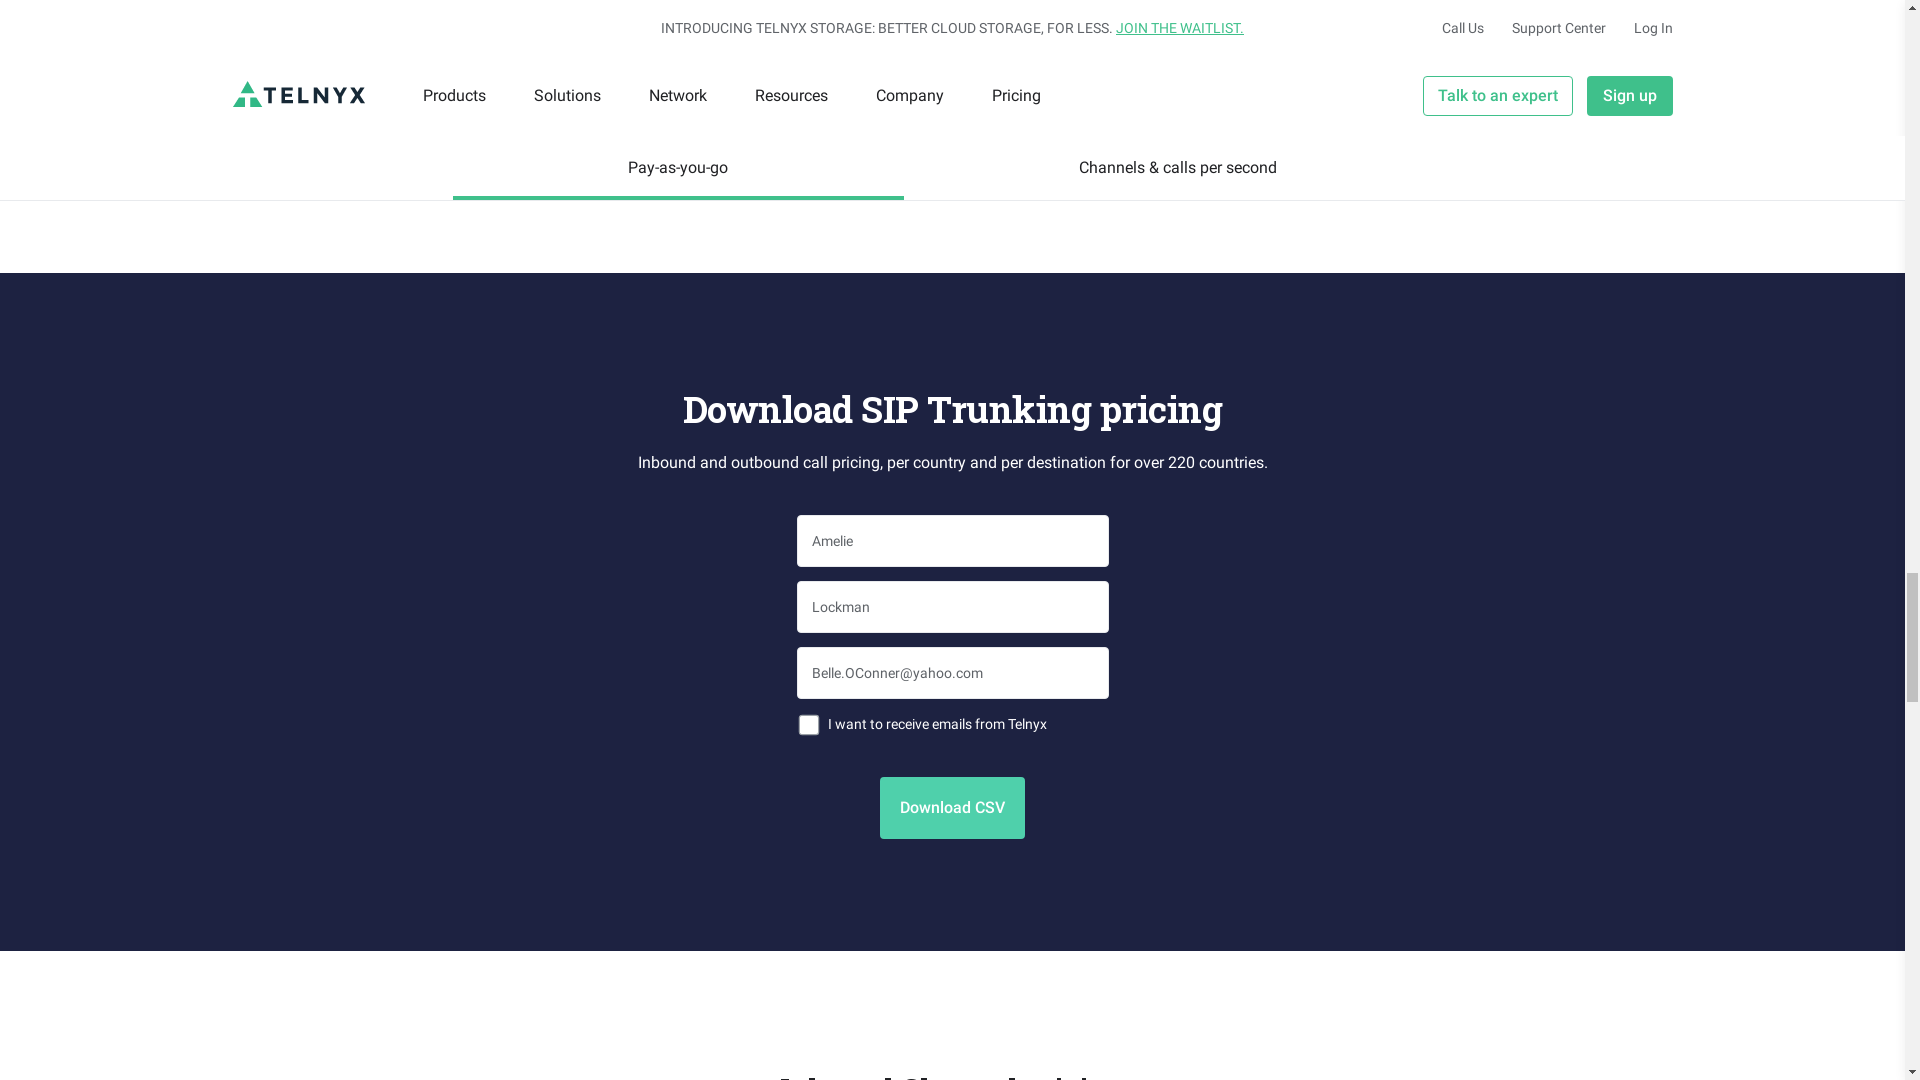 INTRODUCING TELNYX STORAGE: BETTER CLOUD STORAGE, FOR LESS. JOIN THE WAITLIST.
Call Us Support Center Log In
TELNYX Products Solutions Network Resources Company Pricing Talk to an expert Sign up
Pay-as-you-go Channels & calls per second
Download SIP Trunking pricing
Inbound and outbound call pricing, per country and per destination for over 220 countries.
Amelie
Lockman
Belle.OConner@yahoo.com
I want to receive emails from Telnyx
Download CSV